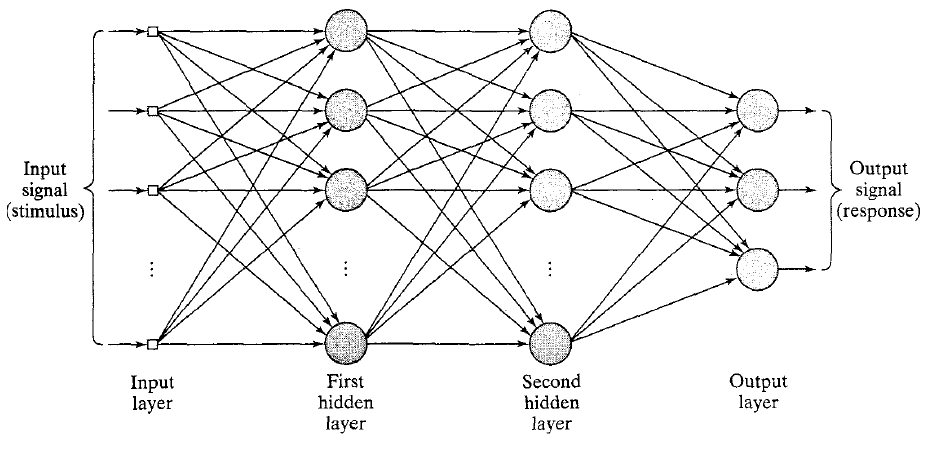 Input
signal
(stimulus)
Output
signal
(response)
Input
layer
First
hidden
layer
Second
hidden
layer
Output
layer